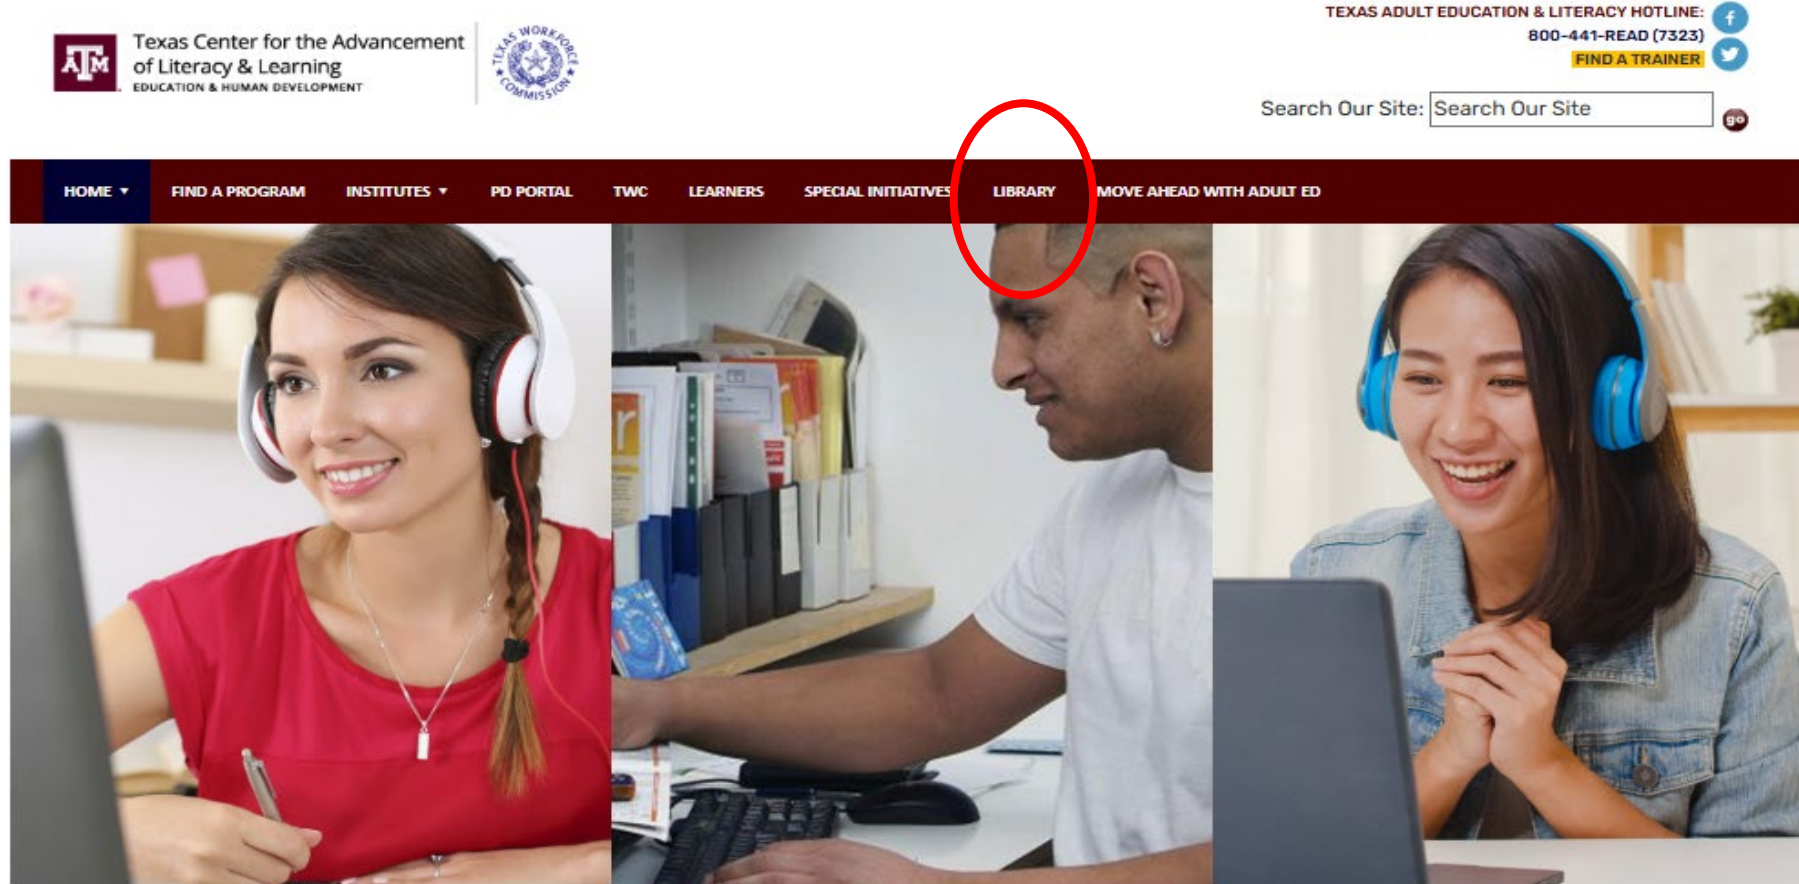 TEXAS ADULT EDUCATION & LITERACY HOTLINE:
800-441-READ (7323)
FIND A TRAINER
ĀM
Texas Center for the Advancement
of Literacy & Learning
EDUCATION & HUMAN DEVELOPMENT
TEXAS WORKFORCE COMMISSION
Search Our Site: Search Our Site
go
HOME FIND A PROGRAM INSTITUTES PD PORTAL TWC LEARNERS SPECIAL INITIATIVES LIBRARY MOVE AHEAD WITH ADULT ED